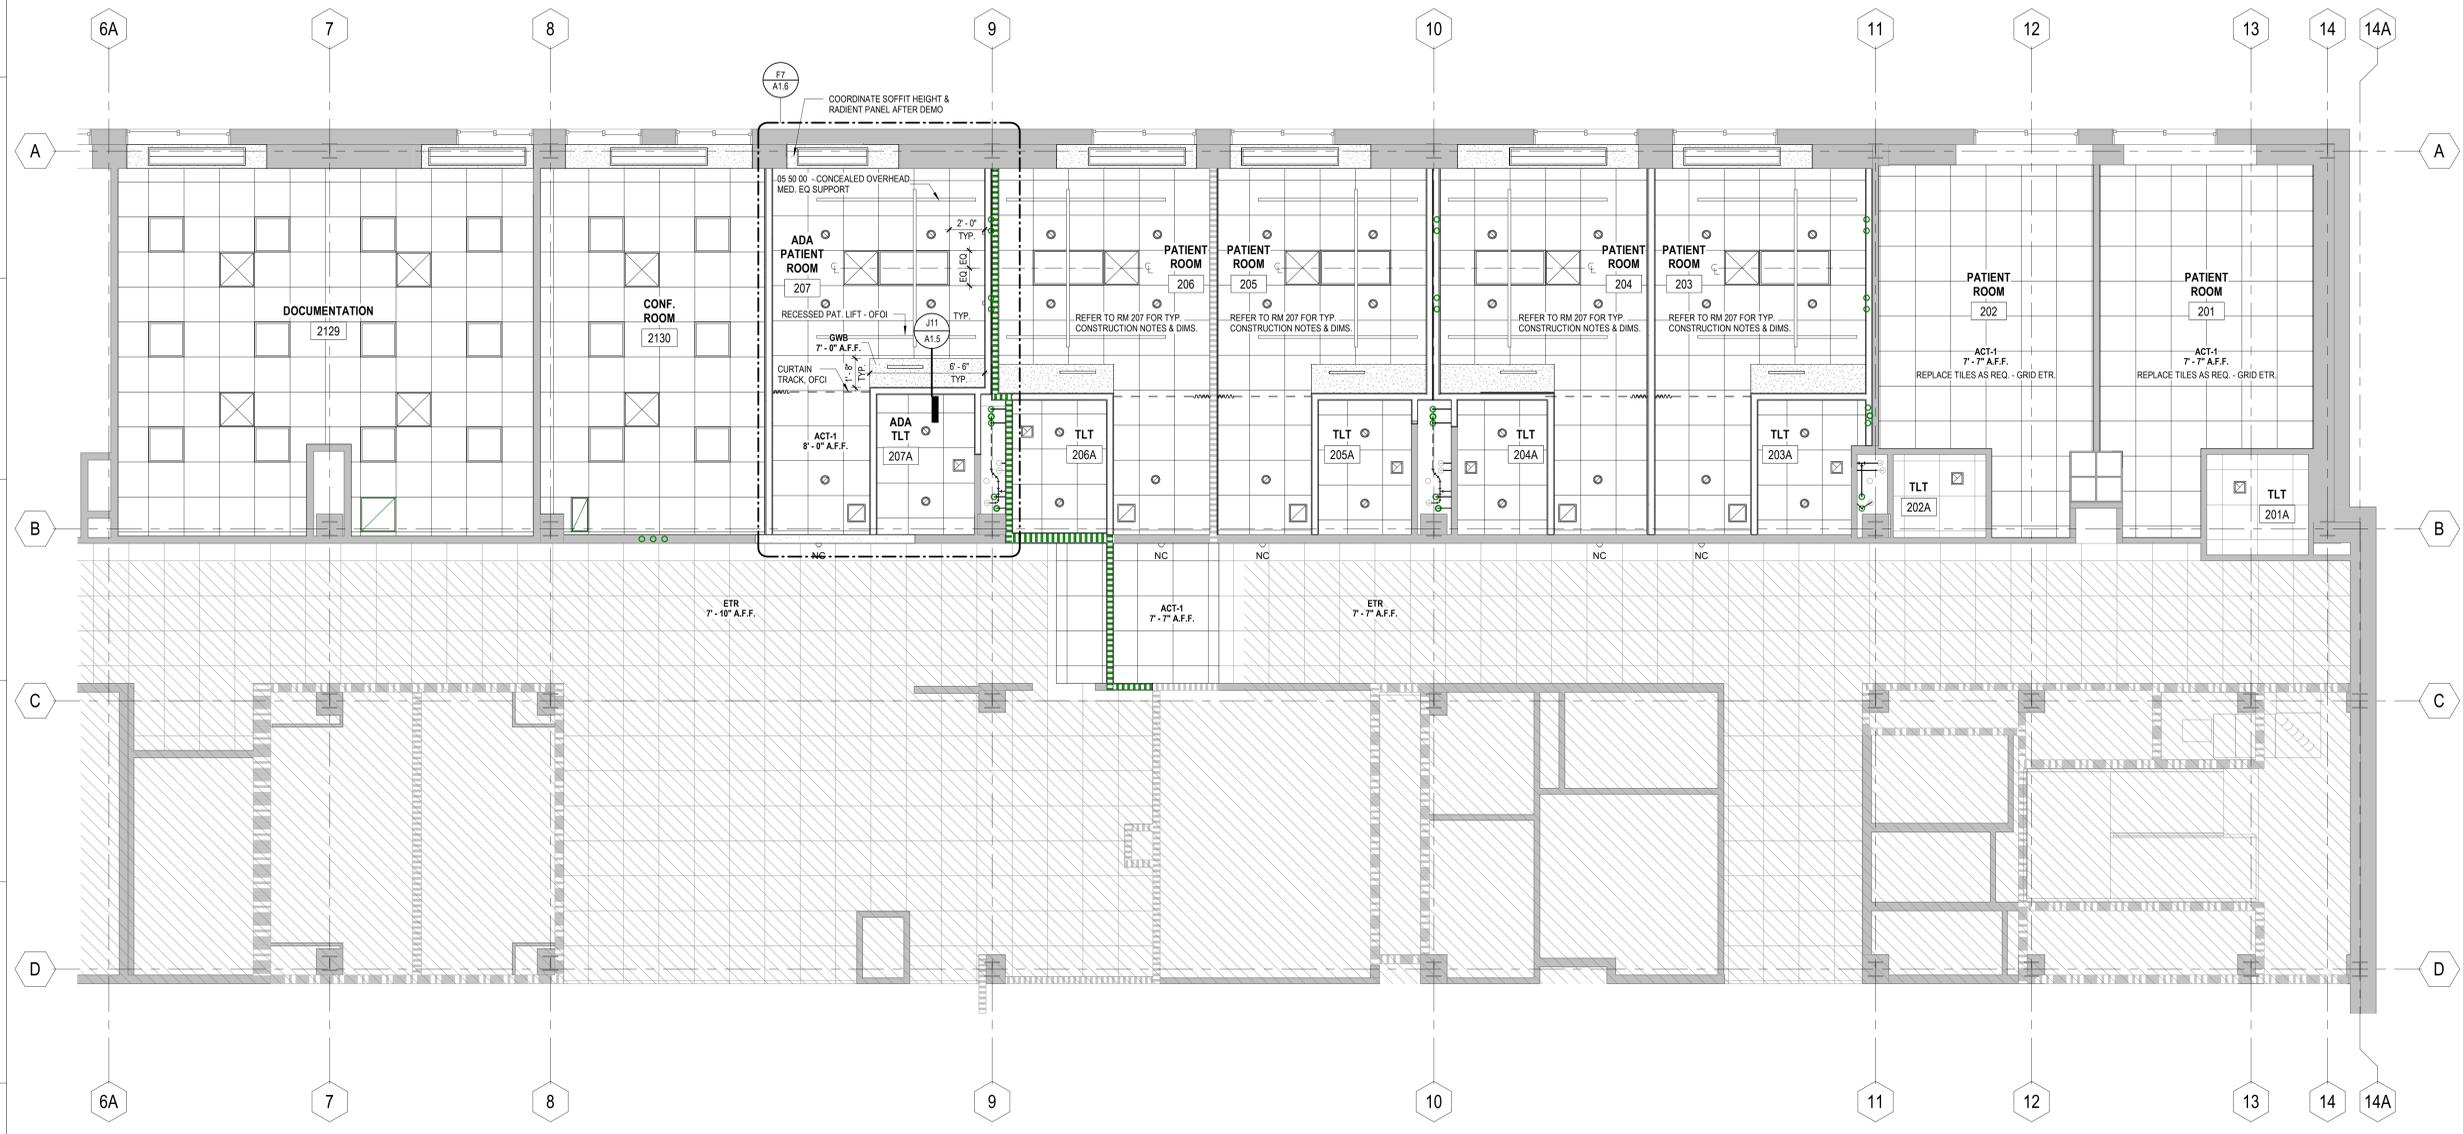 6A
7
8
9
10
11
12
13
14
14A
F7
A1.6
COORDINATE SOFFIT HEIGHT &
RADIENT PANEL AFTER DEMO
A
A
05 50 00 - CONCEALED OVERHEAD
MED. EQ SUPPORT
2' - 0"
TYP.
EQ
EQ
ADA
PATIENT
ROOM
207
PATIENT
ROOM
206
PATIENT
ROOM
205
PATIENT
ROOM
204
PATIENT
ROOM
203
PATIENT
ROOM
202
PATIENT
ROOM
201
DOCUMENTATION
2129
CONF.
ROOM
2130
RECESSED PAT. LIFT - OFOI
TYP.
J11
A1.5
REFER TO RM 207 FOR TYP.
CONSTRUCTION NOTES & DIMS.
REFER TO RM 207 FOR TYP.
CONSTRUCTION NOTES & DIMS.
REFER TO RM 207 FOR TYP.
CONSTRUCTION NOTES & DIMS.
REFER TO RM 207 FOR TYP.
CONSTRUCTION NOTES & DIMS.
GWB
7' - 0" A.F.F.
CURTAIN
TRACK, OFCI
1' - 8"
TYP.
6' - 6"
TYP.
ACT-1
7' - 7" A.F.F.
REPLACE TILES AS REQ. - GRID ETR.
ACT-1
7' - 7" A.F.F.
REPLACE TILES AS REQ. - GRID ETR.
ACT-1
8' - 0" A.F.F.
ADA
TLT
207A
TLT
206A
TLT
205A
TLT
204A
TLT
203A
TLT
202A
TLT
201A
B
B
NC
NC
NC
NC
NC
ETR
7' - 10" A.F.F.
ACT-1
7' - 7" A.F.F.
ETR
7' - 7" A.F.F.
C
C
D
D
6A
7
8
9
10
11
12
13
14
14A